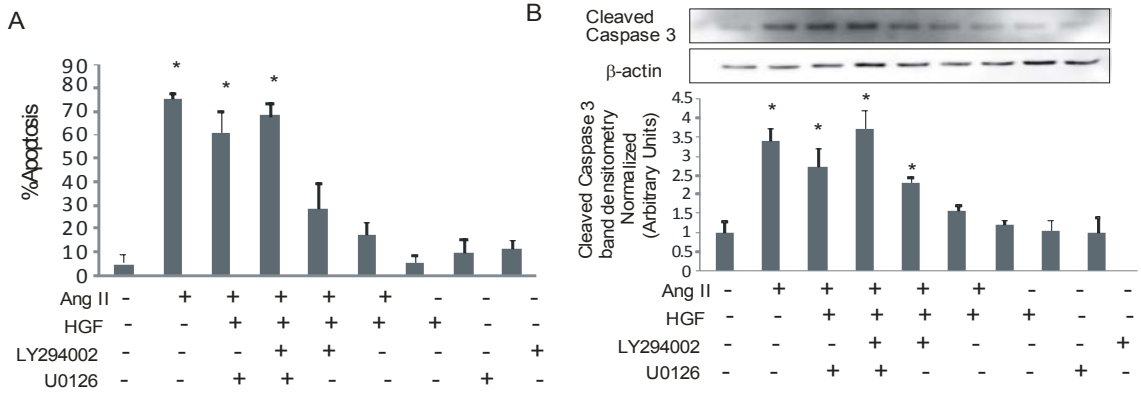 A
%Apoptosis
90
80
70
60
50
40
30
20
10
0
* * *
Ang II - + + + + + - - -
HGF - - + + + + + - -
LY294002 - - - + + - - - +
U0126 - - + + - - - + -
B
Cleaved
Caspase 3
β-actin
Cleaved Caspase 3
band densitometry
Normalized
(Arbitrary Units)
4.5
4
3.5
3
2.5
2
1.5
1
0.5
0
* * * *
Ang II - + + + + + - - -
HGF - - + + + + + - -
LY294002 - - - + + - - - +
U0126 - - + + - - - + -